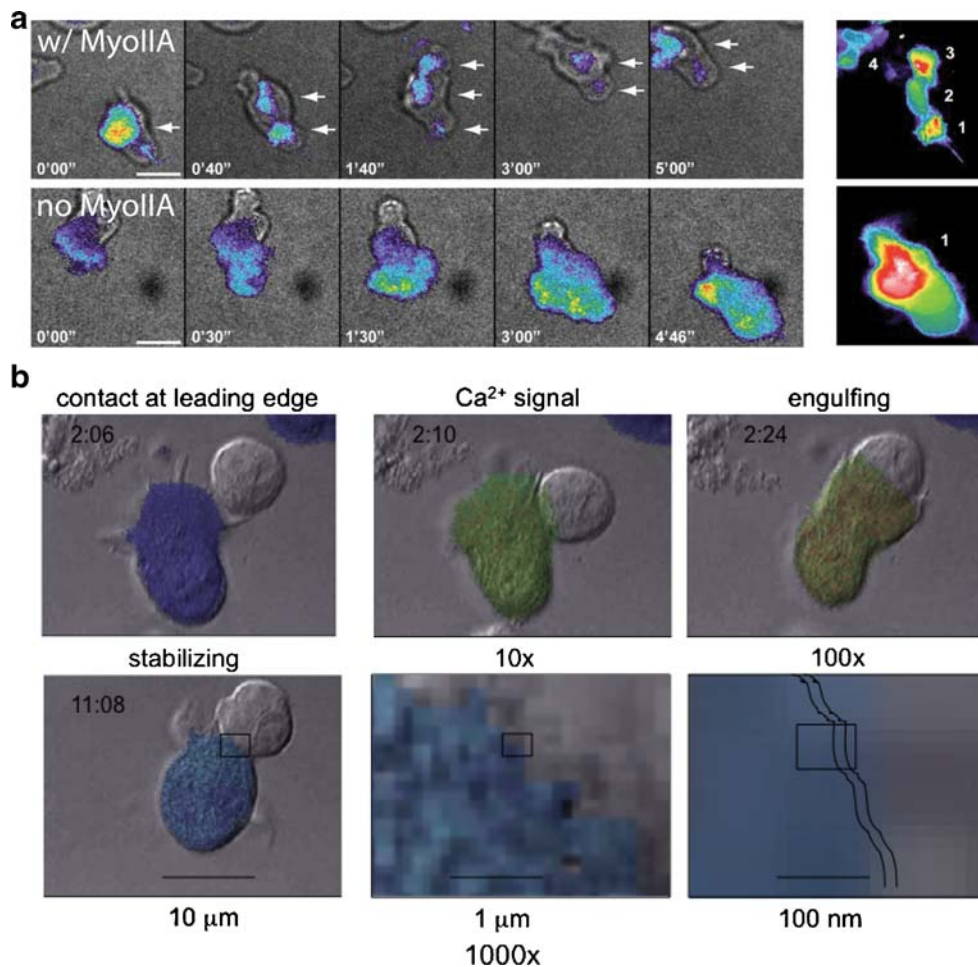 a
w/ MyoIIA
0'00" 0'40" 1'40" 3'00" 5'00"
3
4
2
1
no MyoIIA
0'00" 0'30" 1'30" 3'00" 4'46"
1
b
contact at leading edge Ca²⁺ signal engulfing
2:06 2:10 2:24
stabilizing 10x 100x
11:08
10 μm 1 μm 100 nm
1000x